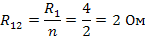 R₁₂ = R₁/n = 4/2 = 2 Ом